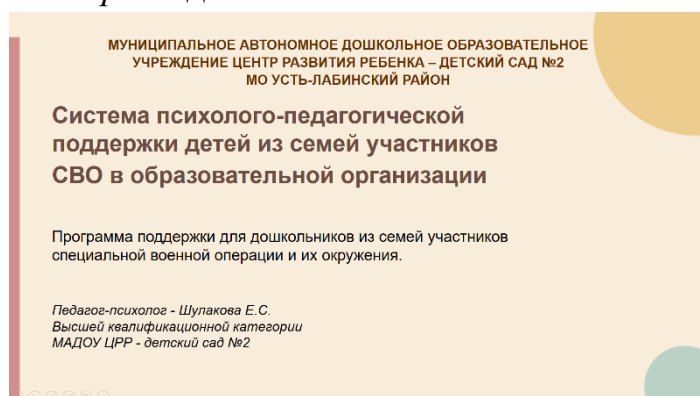 МУНИЦИПАЛЬНОЕ АВТОНОМНОЕ ДОШКОЛЬНОЕ ОБРАЗОВАТЕЛЬНОЕ
УЧРЕЖДЕНИЕ ЦЕНТР РАЗВИТИЯ РЕБЕНКА – ДЕТСКИЙ САД №2
МО УСТЬ-ЛАБИНСКИЙ РАЙОН
Система психолого-педагогической
поддержки детей из семей участников
СВО в образовательной организации
Программа поддержки для дошкольников из семей участников
специальной военной операции и их окружения.
Педагог-психолог - Шулакова Е.С.
Высшей квалификационной категории
МАДОУ ЦРР - детский сад №2